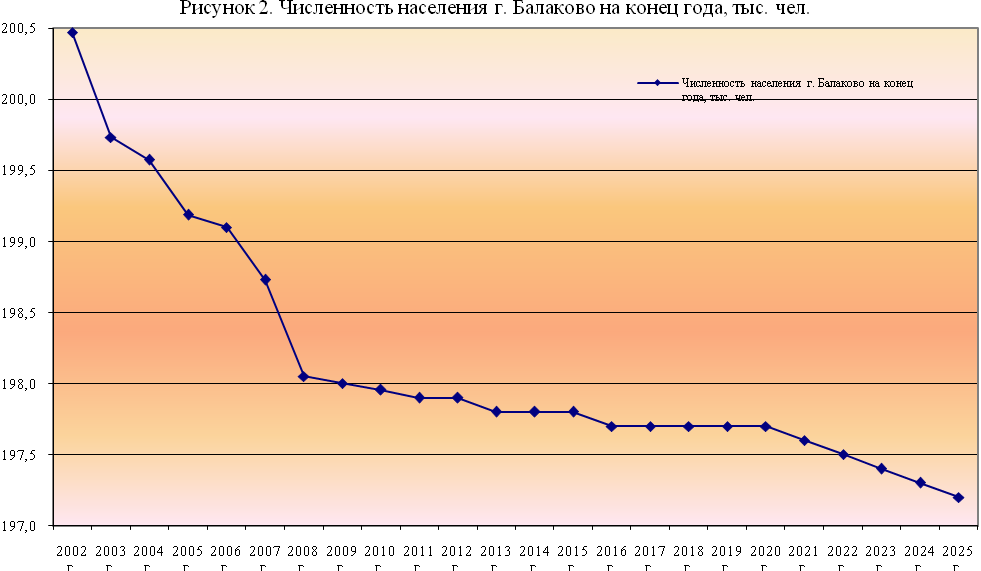 Рисунок 2. Численность населения г. Балаково на конец года, тыс. чел.
200,5
200,0
199,5
199,0
198,5
198,0
197,5
197,0
Численность населения г. Балаково на конец
года, тыс. чел.
2002 2003 2004 2005 2006 2007 2008 2009 2010 2011 2012 2013 2014 2015 2016 2017 2018 2019 2020 2021 2022 2023 2024 2025
г г г г г г г г г г г г г г г г г г г г г г г г